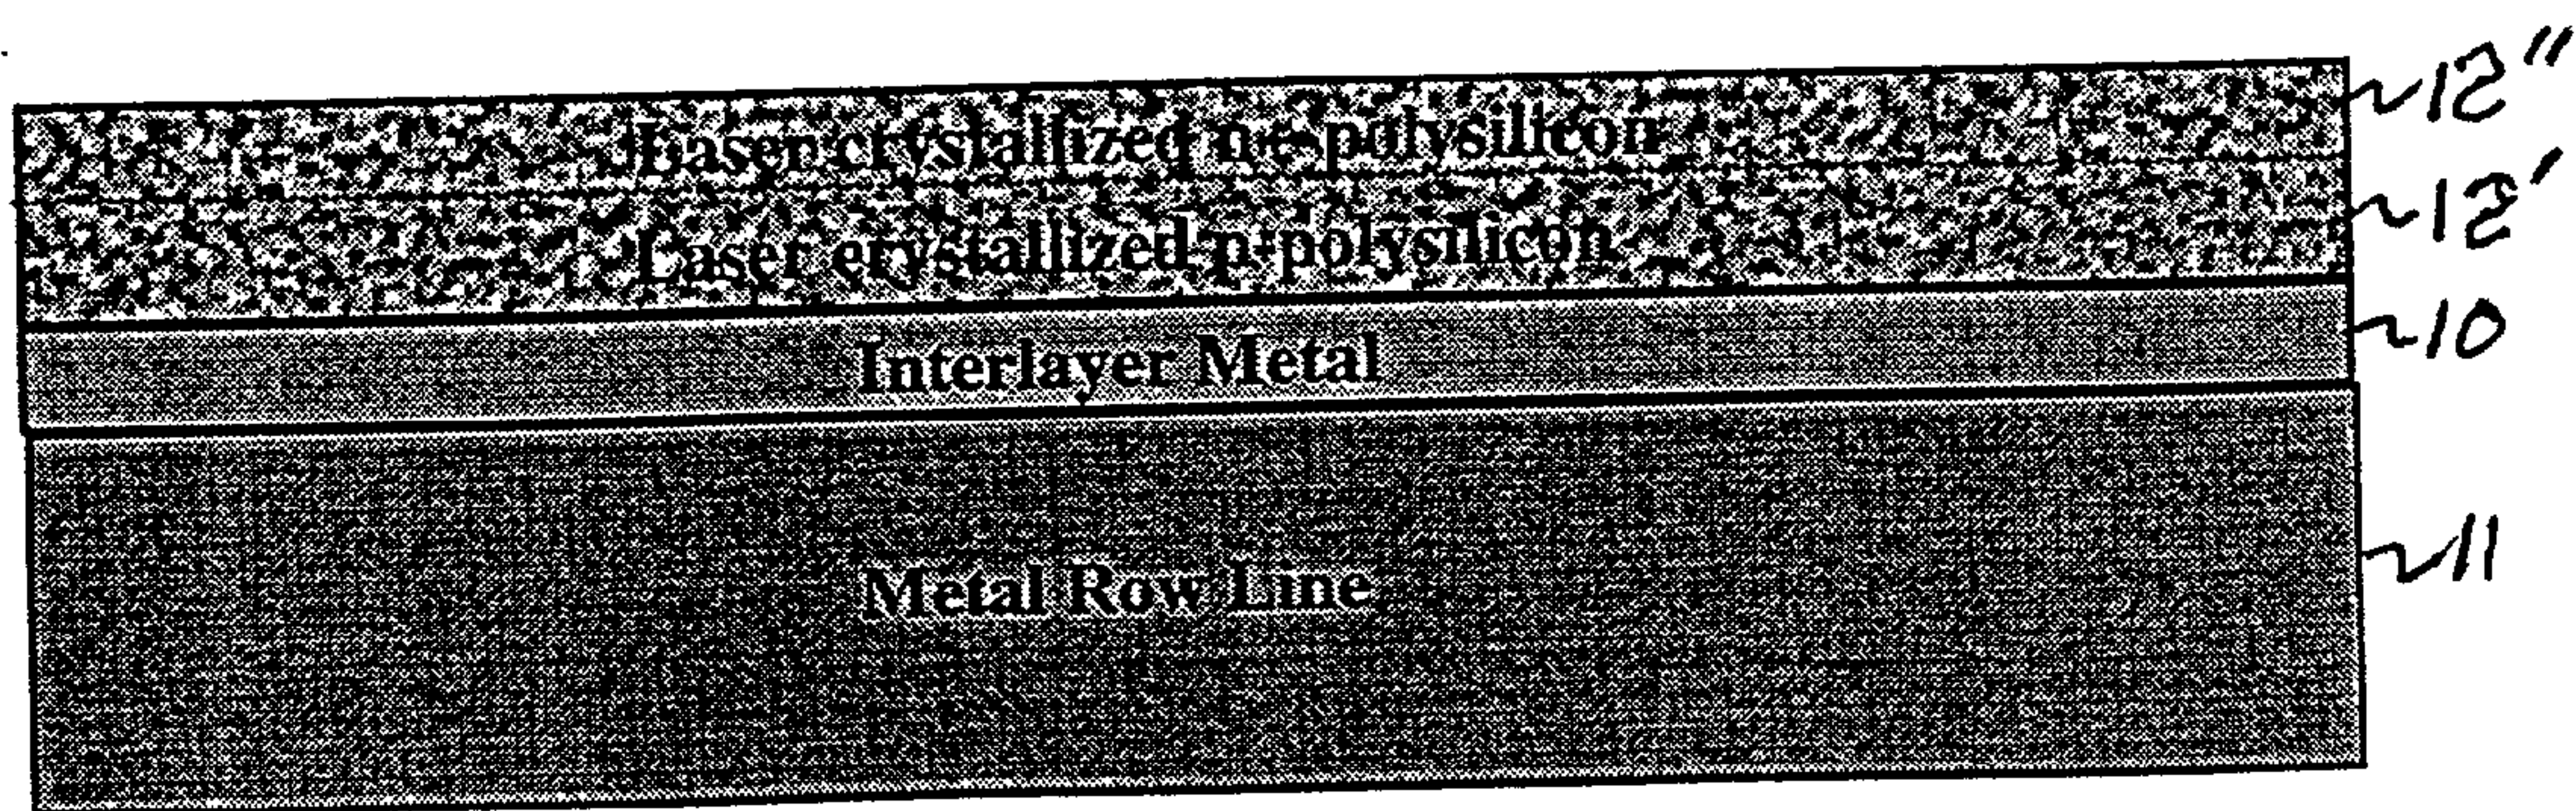 Laser crystallized n+ polysilicon 12"
Laser crystallized p-polysilicon 12'
Interlayer Metal 10
Metal Row Line 11